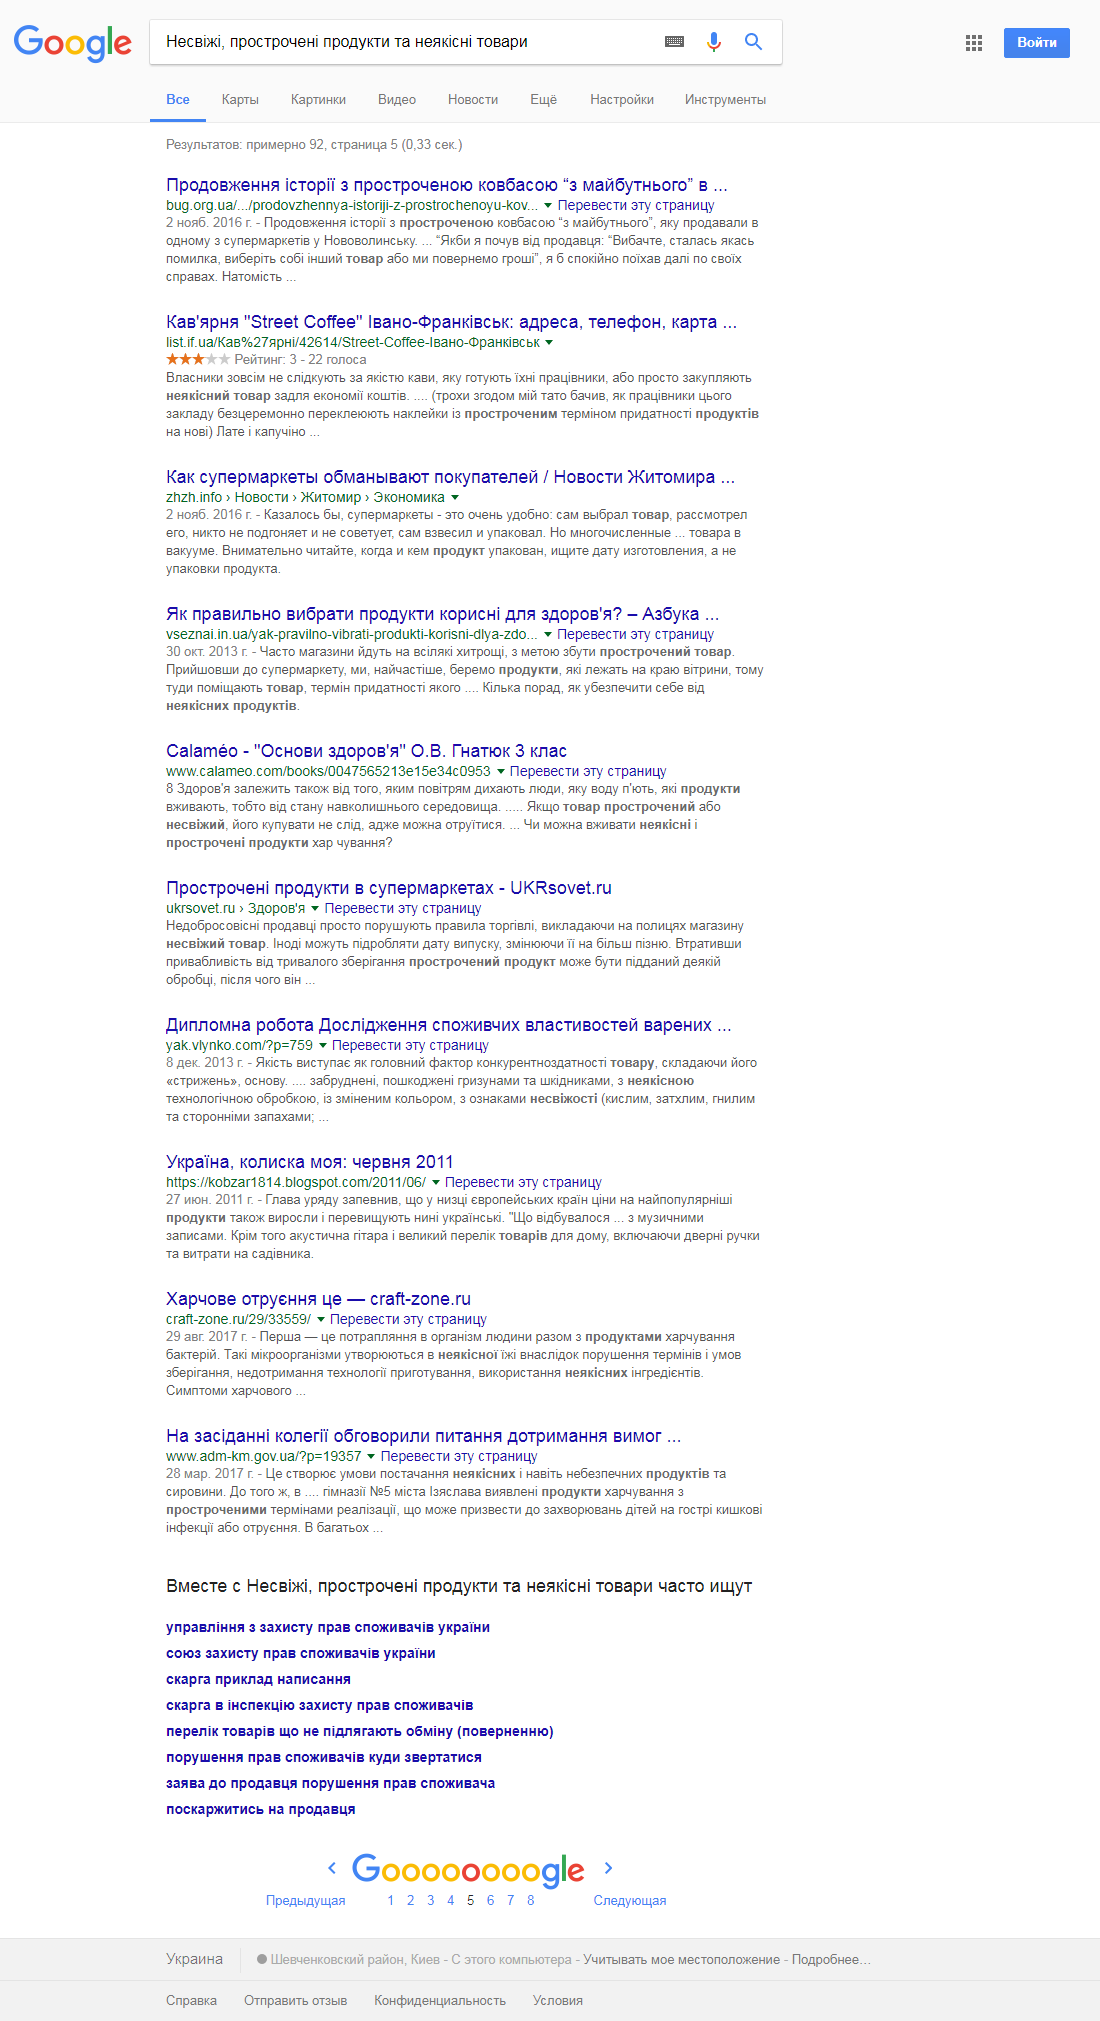 Google
Несвіжі, прострочені продукти та неякісні товари
Войти
Все Карты Картинки Видео Новости Ещё Настройки Инструменты
Результатов: примерно 92, страница 5 (0,33 сек.)
Продовження історії з простроченою ковбасою “з майбутнього” в ...
bug.org.ua/.../prodovzhennya-istoriji-z-prostrochenoyu-kov... Перевести эту страницу
2 нояб. 2016 г. - Продовження історії з простроченою ковбасою “з майбутнього”, яку продавали в
одному з супермаркетів у Нововолинську. ... “Якби я почув від продавця: “Вибачте, сталась якась
помилка, виберіть собі інший товар або ми повернемо гроші”, я б спокійно поїхав далі по своїх
справах. Натомість ...
Кав'ярня "Street Coffee" Івано-Франківськ: адреса, телефон, карта ...
list.if.ua/Кав%27ярні/42614/Street-Coffee-Івано-Франківськ
Рейтинг: 3 - 22 голоса
Власники зовсім не слідкують за якістю кави, яку готують їхні працівники, або просто закупляють
неякісний товар задля економії коштів. .... (трохи згодом мій тато бачив, як працівники цього
закладу безцеремонно переклеюють наклейки із простроченим терміном придатності продуктів
на нові) Лате і капучіно ...
Как супермаркеты обманывают покупателей / Новости Житомира ...
zhzh.info › Новости › Житомир › Экономика
2 нояб. 2016 г. - Казалось бы, супермаркеты - это очень удобно: сам выбрал товар, рассмотрел
его, никто не подгоняет и не советует, сам взвесил и упаковал. Но многочисленные ... товара в
вакууме. Внимательно читайте, когда и кем продукт упакован, ищите дату изготовления, а не
упаковки продукта.
Як правильно вибрати продукти корисні для здоров'я? – Азбука ...
vseznai.in.ua/yak-pravilno-vibrati-produkti-korisni-dlya-zdo... Перевести эту страницу
30 окт. 2013 г. - Часто магазини йдуть на всілякі хитрощі, з метою збути прострочений товар.
Прийшовши до супермаркету, ми, найчастіше, беремо продукти, які лежать на краю вітрини, тому
туди поміщають товар, термін придатності якого .... Кілька порад, як убезпечити себе від
неякісних продуктів.
Calaméo - "Основи здоров'я" О.В. Гнатюк 3 клас
www.calameo.com/books/0047565213e15e34c0953 Перевести эту страницу
8 Здоров'я залежить також від того, яким повітрям дихають люди, яку воду п'ють, які продукти
вживають, тобто від стану навколишнього середовища. ..... Якщо товар прострочений або
несвіжий, його купувати не слід, адже можна отруїтися. ... Чи можна вживати неякісні і
прострочені продукти хар чування?
Прострочені продукти в супермаркетах - UKRsovet.ru
ukrsovet.ru › Здоров'я Перевести эту страницу
Недобросовісні продавці просто порушують правила торгівлі, викладаючи на полицях магазину
несвіжий товар. Іноді можуть підробляти дату випуску, змінюючи її на більш пізню. Втративши
привабливість від тривалого зберігання прострочений продукт може бути підданий деякій
обробці, після чого він ...
Дипломна робота Дослідження споживчих властивостей варених ...
yak.vlynko.com/?p=759 Перевести эту страницу
8 дек. 2013 г. - Якість виступає як головний фактор конкурентноздатності товару, складаючи його
«стрижень», основу. .... забруднені, пошкоджені гризунами та шкідниками, з неякісною
технологічною обробкою, із зміненим кольором, з ознаками несвіжості (кислим, затхлим, гнилим
та сторонніми запахами; ...
Україна, колиска моя: червня 2011
https://kobzar1814.blogspot.com/2011/06/ Перевести эту страницу
27 июн. 2011 г. - Глава уряду запевнив, що у низці європейських країн ціни на найпопулярніші
продукти також виросли і перевищують нині українські. "Що відбувалося ... з музичними
записами. Крім того акустична гітара і великий перелік товарів для дому, включаючи дверні ручки
та витрати на садівника.
Харчове отруєння це — craft-zone.ru
craft-zone.ru/29/33559/ Перевести эту страницу
29 авг. 2017 г. - Перша — це потрапляння в організм людини разом з продуктами харчування
бактерій. Такі мікроорганізми утворюються в неякісної їжі внаслідок порушення термінів і умов
зберігання, недотримання технології приготування, використання неякісних інгредієнтів.
Симптоми харчового ...
На засіданні колегії обговорили питання дотримання вимог ...
www.adm-km.gov.ua/?p=19357 Перевести эту страницу
28 мар. 2017 г. - Це створює умови постачання неякісних і навіть небезпечних продуктів та
сировини. До того ж, в .... гімназії №5 міста Ізяслава виявлені продукти харчування з
простроченими термінами реалізації, що може призвести до захворювань дітей на гострі кишкові
інфекції або отруєння. В багатьох ...
Вместе с Несвіжі, прострочені продукти та неякісні товари часто ищут
управління з захисту прав споживачів україни
союз захисту прав споживачів україни
скарга приклад написання
скарга в інспекцію захисту прав споживачів
перелік товарів що не підлягають обміну (поверненню)
порушення прав споживачів куди звертатися
заява до продавця порушення прав споживача
поскаржитись на продавця
Goooooooogle
Предыдущая 1 2 3 4 5 6 7 8 Следующая
Украина Шевченковский район, Киев - С этого компьютера - Учитывать мое местоположение - Подробнее…
Справка Отправить отзыв Конфиденциальность Условия